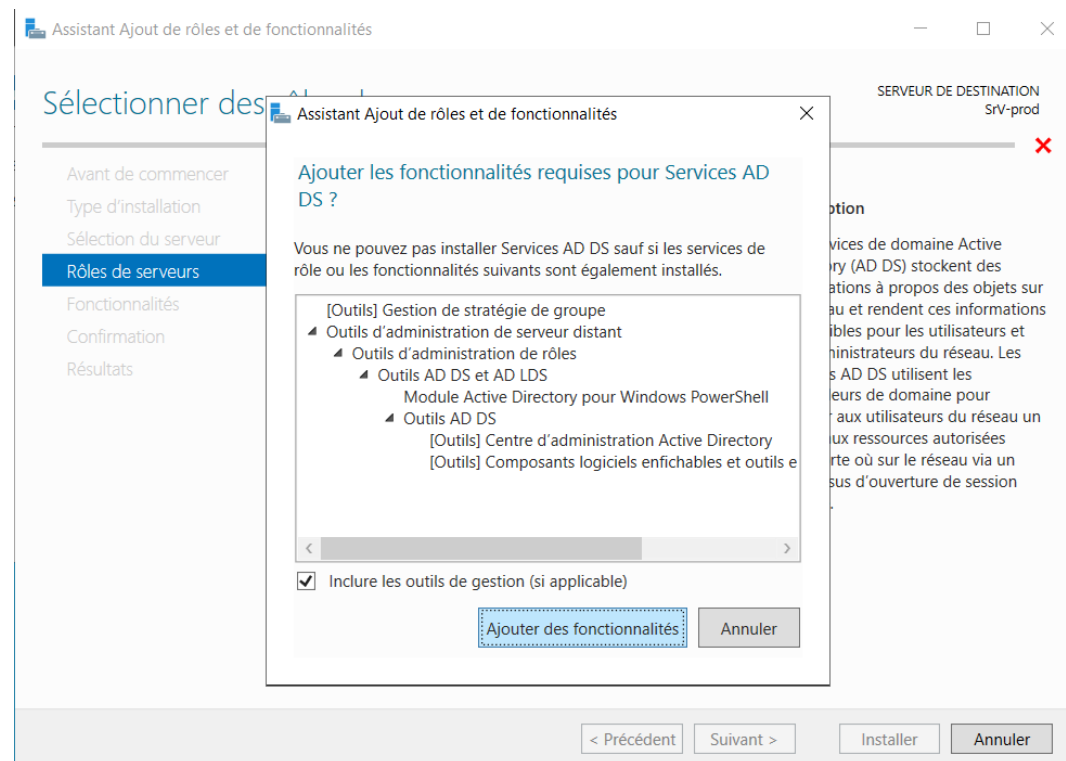 Assistant Ajout de rôles et de fonctionnalités
Sélectionner des
SERVEUR DE DESTINATION
SrV-prod
Avant de commencer
Type d'installation
Sélection du serveur
Rôles de serveurs
Fonctionnalités
Confirmation
Résultats
Assistant Ajout de rôles et de fonctionnalités
Ajouter les fonctionnalités requises pour Services AD
DS ?
Vous ne pouvez pas installer Services AD DS sauf si les services de
rôle ou les fonctionnalités suivants sont également installés.
[Outils] Gestion de stratégie de groupe
Outils d'administration de serveur distant
Outils d'administration de rôles
Outils AD DS et AD LDS
Module Active Directory pour Windows PowerShell
Outils AD DS
[Outils] Centre d'administration Active Directory
[Outils] Composants logiciels enfichables et outils e
Inclure les outils de gestion (si applicable)
Ajouter des fonctionnalités
Annuler
ption
vices de domaine Active
ry (AD DS) stockent des
ations à propos des objets sur
au et rendent ces informations
ibles pour les utilisateurs et
ninistrateurs du réseau. Les
s AD DS utilisent les
leurs de domaine pour
r aux utilisateurs du réseau un
ux ressources autorisées
rte où sur le réseau via un
sus d'ouverture de session
.
< Précédent
Suivant >
Installer
Annuler